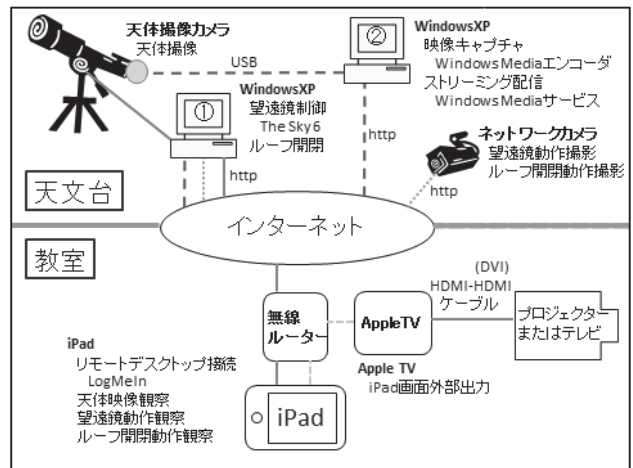 天体撮像カメラ
天体撮像
USB
②
WindowsXP
映像キャプチャ
WindowsMediaエンコーダ
ストリーミング配信
WindowsMediaサービス
①
WindowsXP
望遠鏡制御
The Sky6
ルーフ開閉
http
http
ネットワークカメラ
望遠鏡動作撮影
ルーフ開閉動作撮影
http
天文台
インターネット
教室
無線
ルーター
AppleTV
(DVI)
HDMI-HDMI
ケーブル
プロジェクター
またはテレビ
Apple TV
iPad画面外部出力
iPad
リモートデスクトップ接続
LogMeIn
天体映像観察
望遠鏡動作観察
ルーフ開閉動作観察
iPad